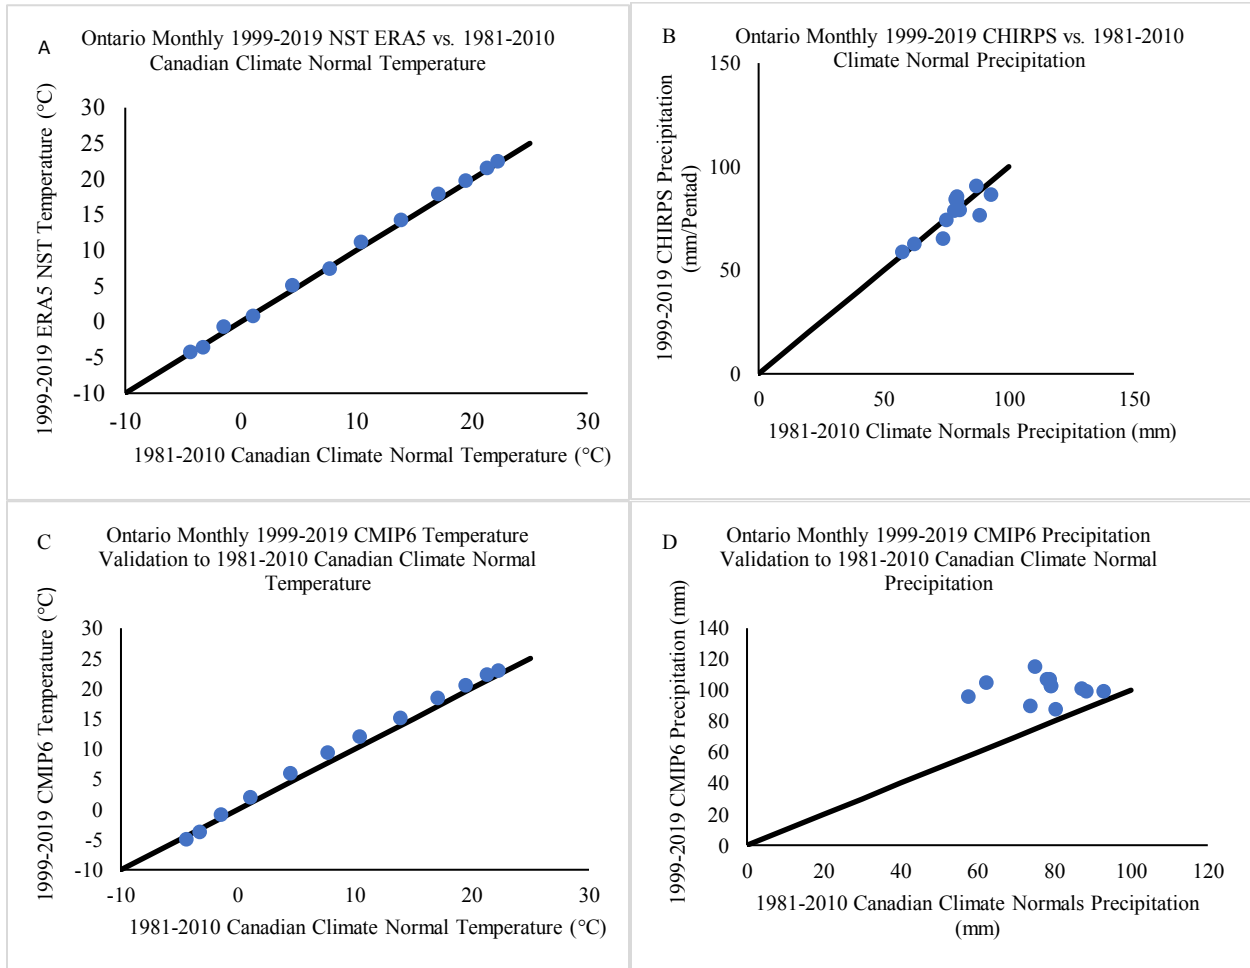 A
Ontario Monthly 1999-2019 NST ERA5 vs. 1981-2010
Canadian Climate Normal Temperature
1999-2019 ERA5 NST Temperature (°C)
30
25
20
15
10
5
0
-5
-10
-10 0 10 20 30
1981-2010 Canadian Climate Normal Temperature (°C)
B
Ontario Monthly 1999-2019 CHIRPS vs. 1981-2010
Climate Normal Precipitation
1999-2019 CHIRPS Precipitation
(mm/Pentad)
150
100
50
0
0 50 100 150
1981-2010 Climate Normals Precipitation (mm)
C
Ontario Monthly 1999-2019 CMIP6 Temperature
Validation to 1981-2010 Canadian Climate Normal
Temperature
1999-2019 CMIP6 Temperature (°C)
30
25
20
15
10
5
0
-5
-10
-10 0 10 20 30
1981-2010 Canadian Climate Normal Temperature (°C)
D
Ontario Monthly 1999-2019 CMIP6 Precipitation
Validation to 1981-2010 Canadian Climate Normal
Precipitation
1999-2019 CMIP6 Precipitation (mm)
140
120
100
80
60
40
20
0
0 20 40 60 80 100 120
1981-2010 Canadian Climate Normals Precipitation
(mm)